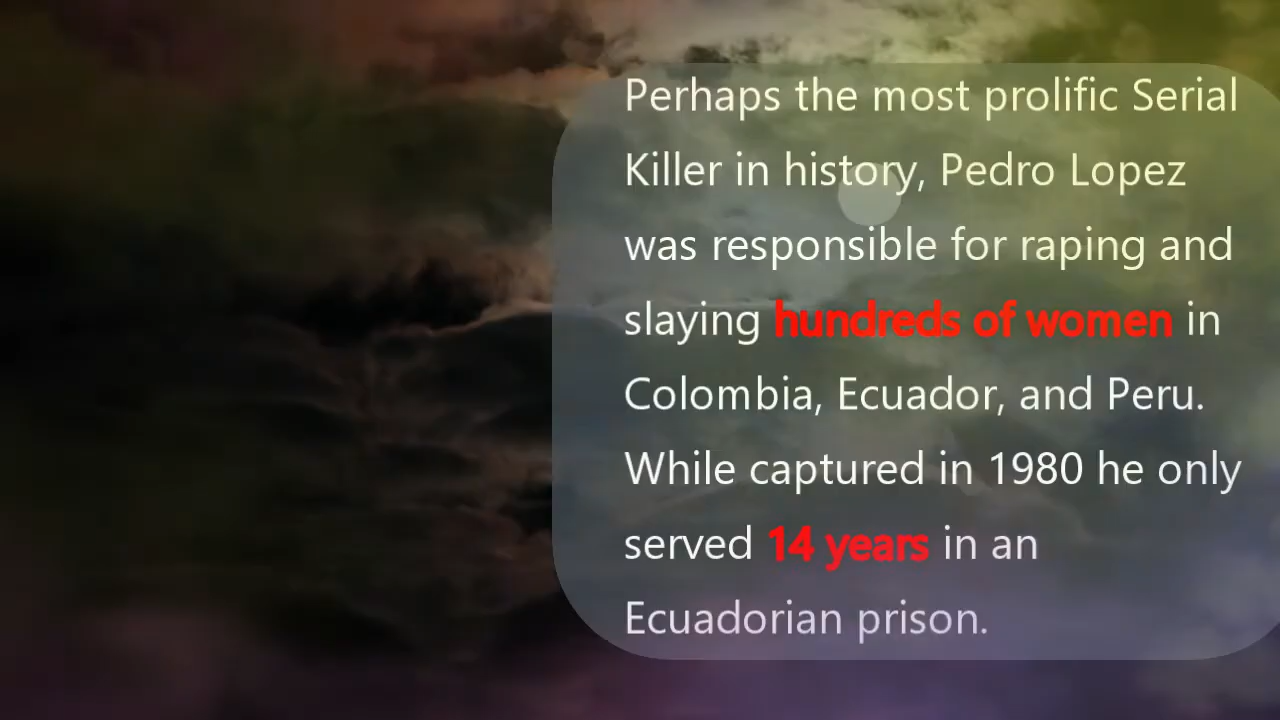 Perhaps the most prolific Serial
Killer in history, Pedro Lopez
was responsible for raping and
slaying hundreds of women in
Colombia, Ecuador, and Peru.
While captured in 1980 he only
served 14 years in an
Ecuadorian prison.